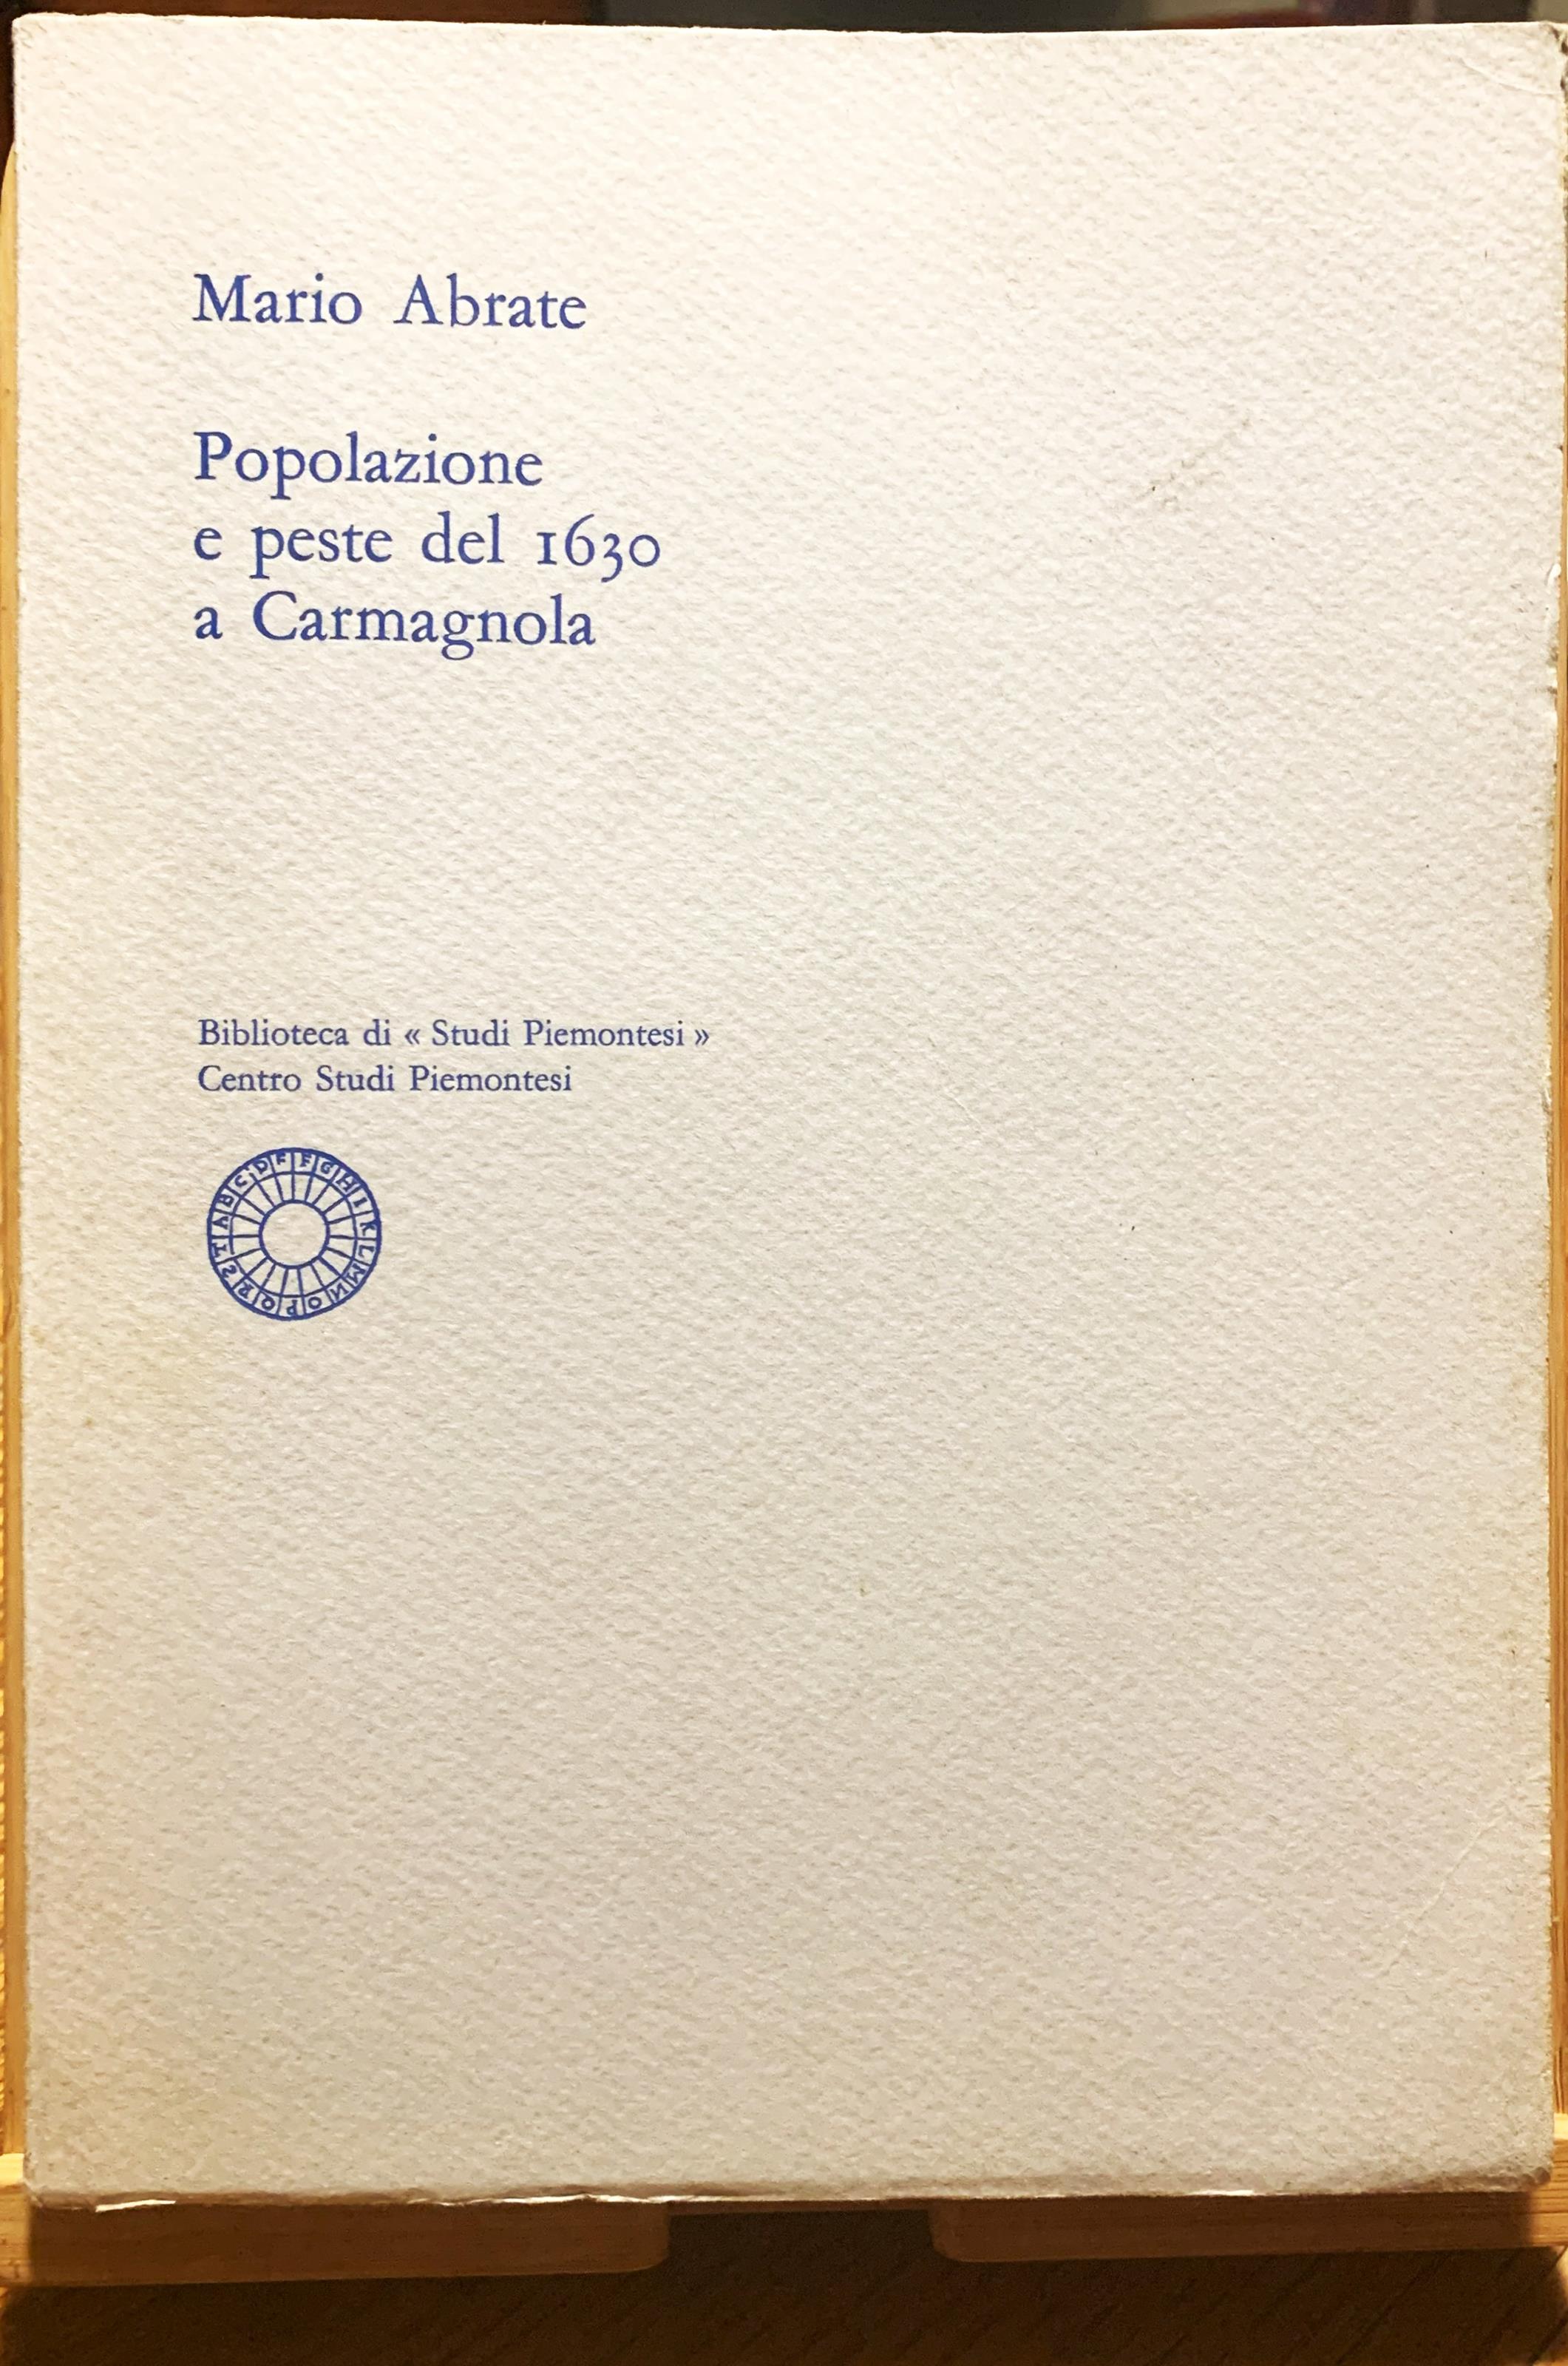 Mario Abrate
Popolazione
e peste del 1630
a Carmagnola
Biblioteca di « Studi Piemontesi »
Centro Studi Piemontesi
A B C D E F G H I K L M N O P Q R S T